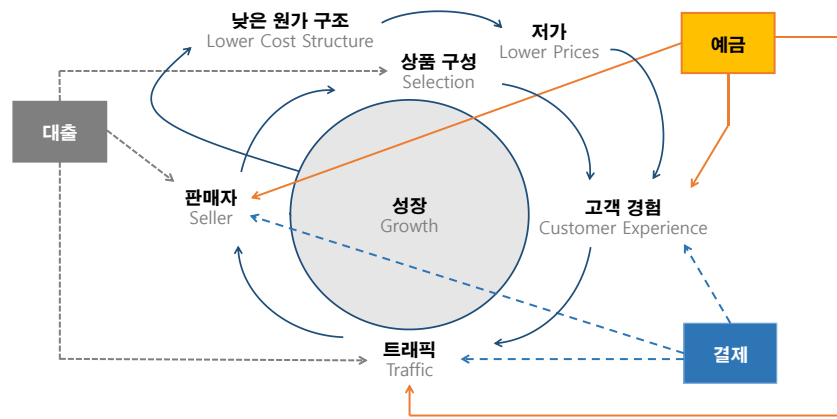 낮은 원가 구조
Lower Cost Structure
저가
Lower Prices
예금
상품 구성
Selection
대출
판매자
Seller
성장
Growth
고객 경험
Customer Experience
트래픽
Traffic
결제